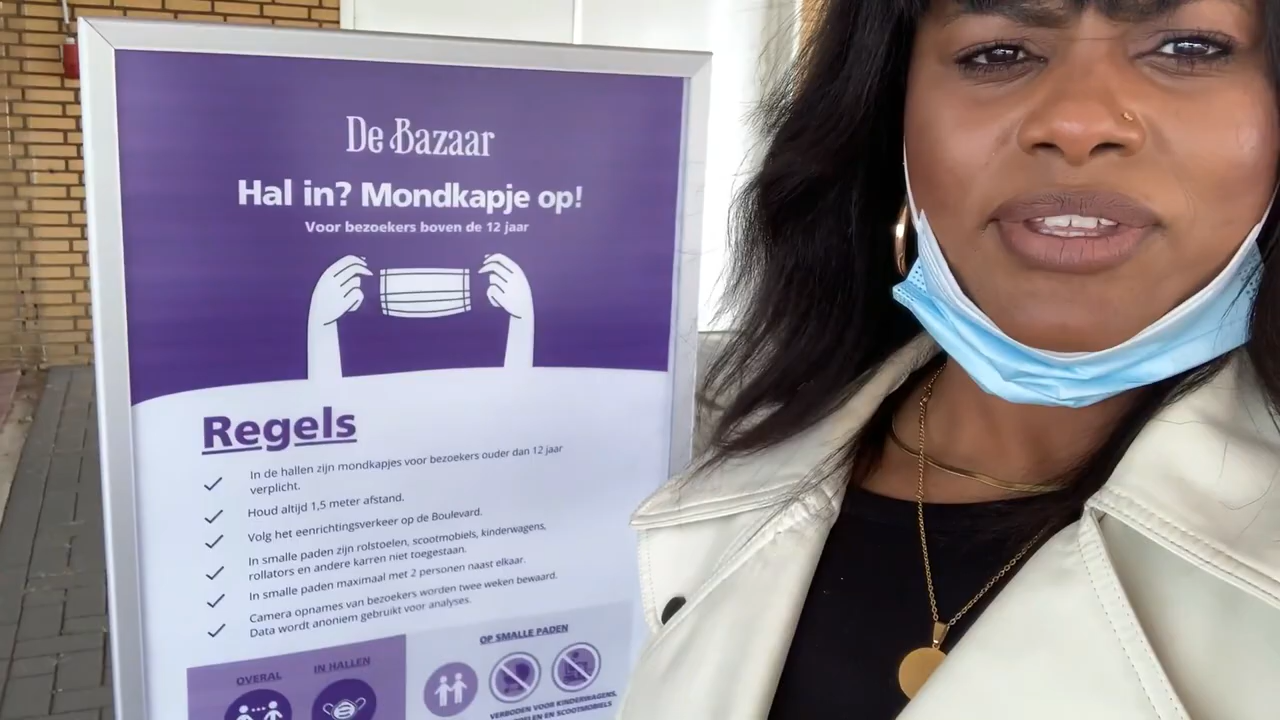 De Bazaar
Hal in? Mondkapje op!
Voor bezoekers boven de 12 jaar
Regels
In de hallen zijn mondkapjes voor bezoekers ouder dan 12 jaar
verplicht.
Houd altijd 1,5 meter afstand.
Volg het eenrichtingsverkeer op de Boulevard.
In smalle paden zijn rolstoelen, scootmobiels, kinderwagens,
rollators en andere karren niet toegestaan.
In smalle paden maximaal met 2 personen naast elkaar.
Camera opnames van bezoekers worden twee weken bewaard.
Data wordt anoniem gebruikt voor analyses.
OVERAL
IN HALLEN
OP SMALLE PADEN
VERBODEN VOOR KINDERWAGENS,
EN SCOOTMOBIELS